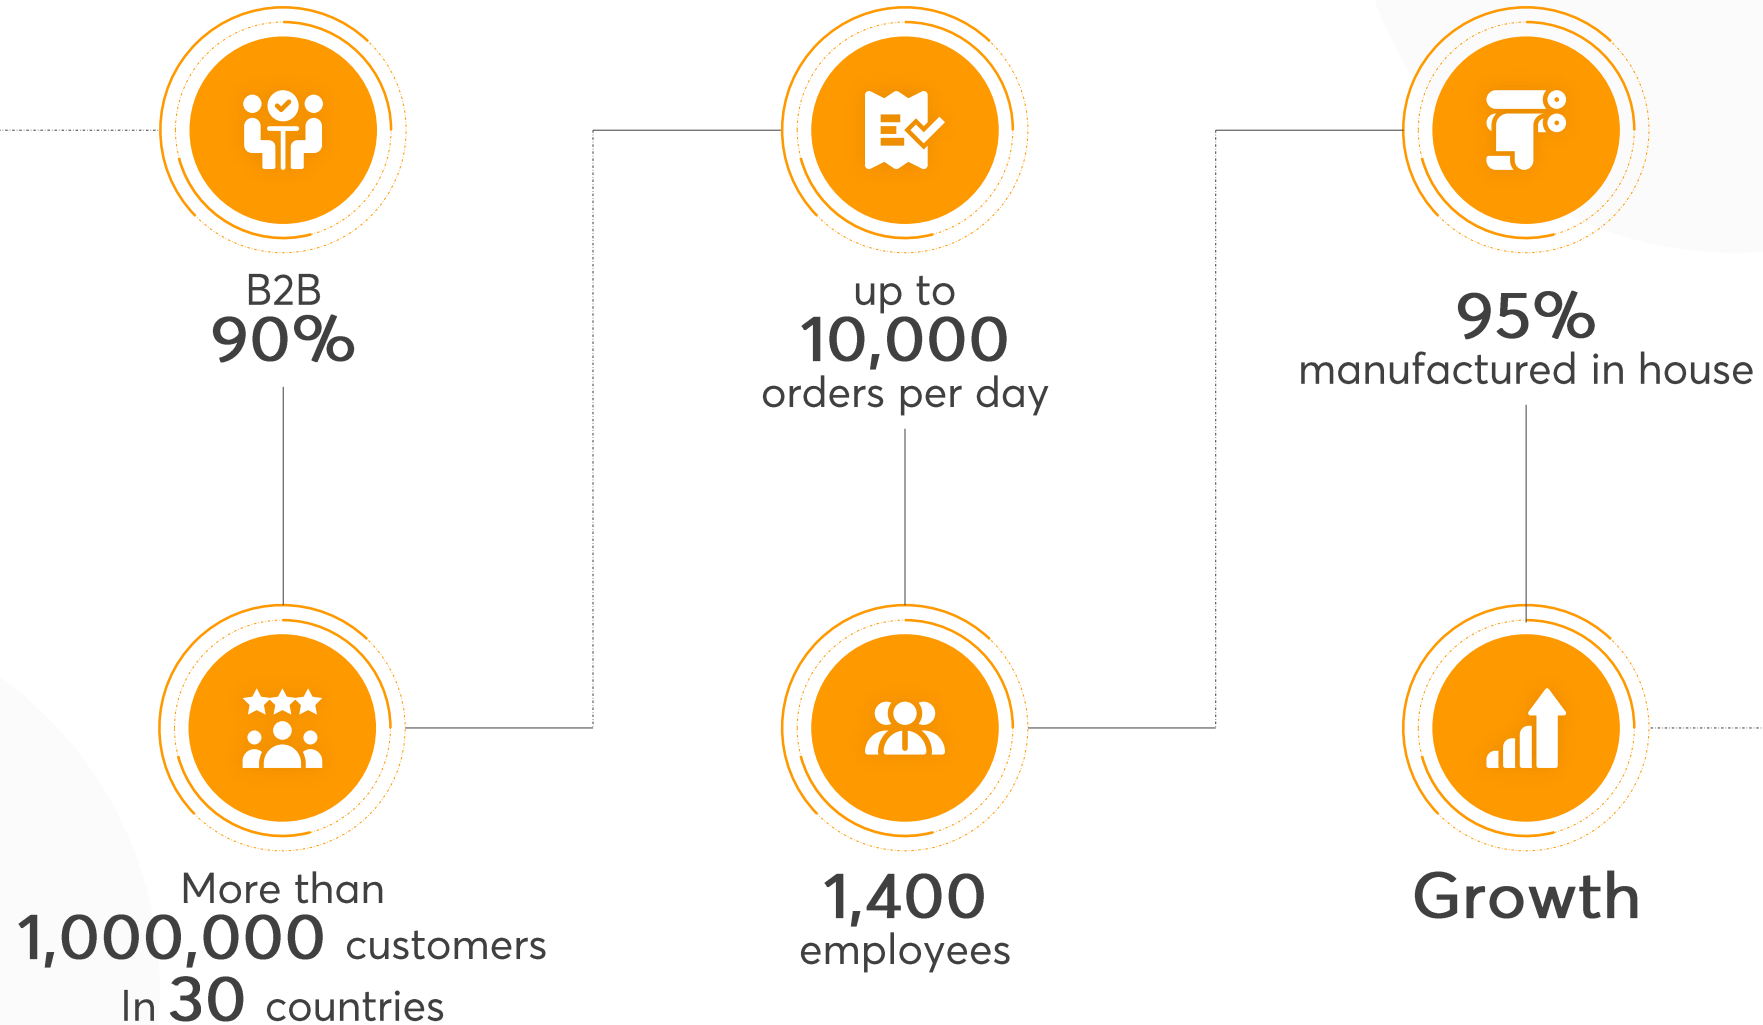 B2B
90%
More than
1,000,000 customers
In 30 countries
up to
10,000
orders per day
1,400
employees
95%
manufactured in house
Growth